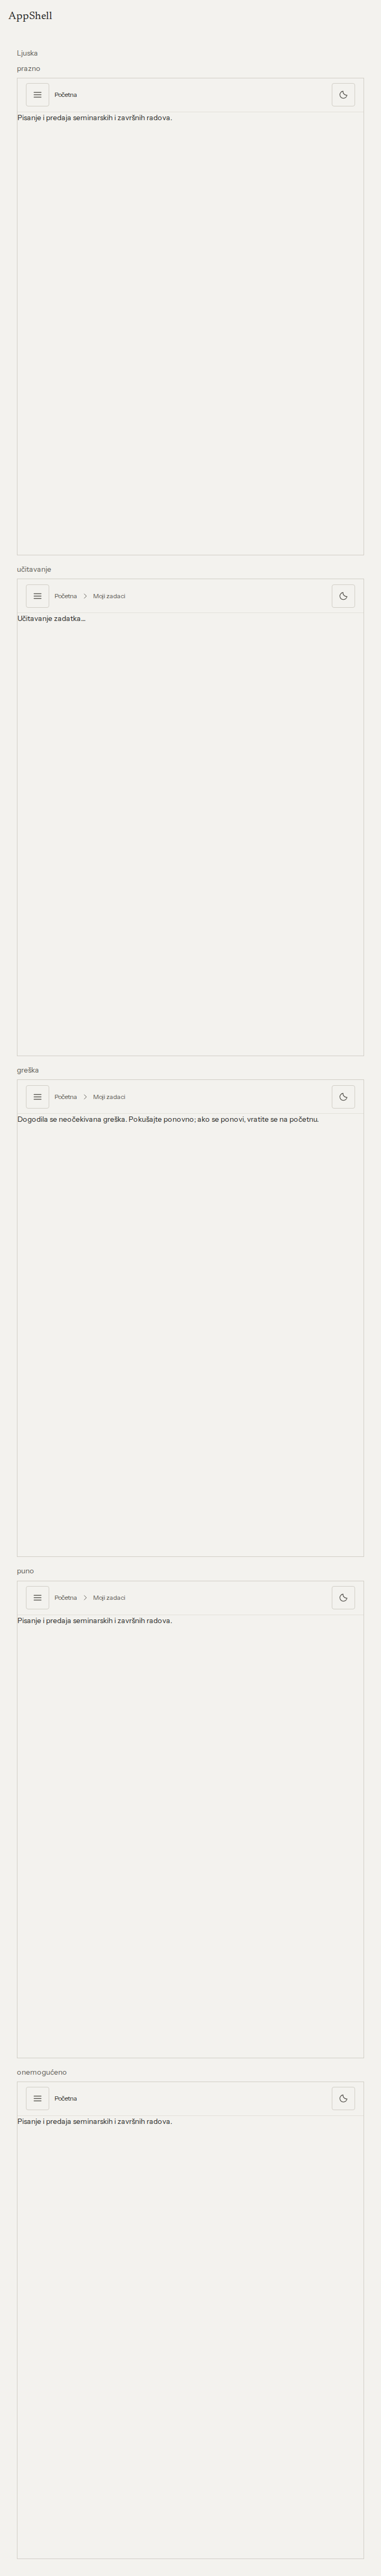 AppShell
Ljuska
prazno
Početna
Pisanje i predaja seminarskih i završnih radova.
učitavanje
Početna > Moji zadaci
Učitavanje zadatka…
greška
Početna > Moji zadaci
Dogodila se neočekivana greška. Pokušajte ponovno; ako se ponovi, vratite se na početnu.
puno
Početna > Moji zadaci
Pisanje i predaja seminarskih i završnih radova.
onemogućeno
Početna
Pisanje i predaja seminarskih i završnih radova.